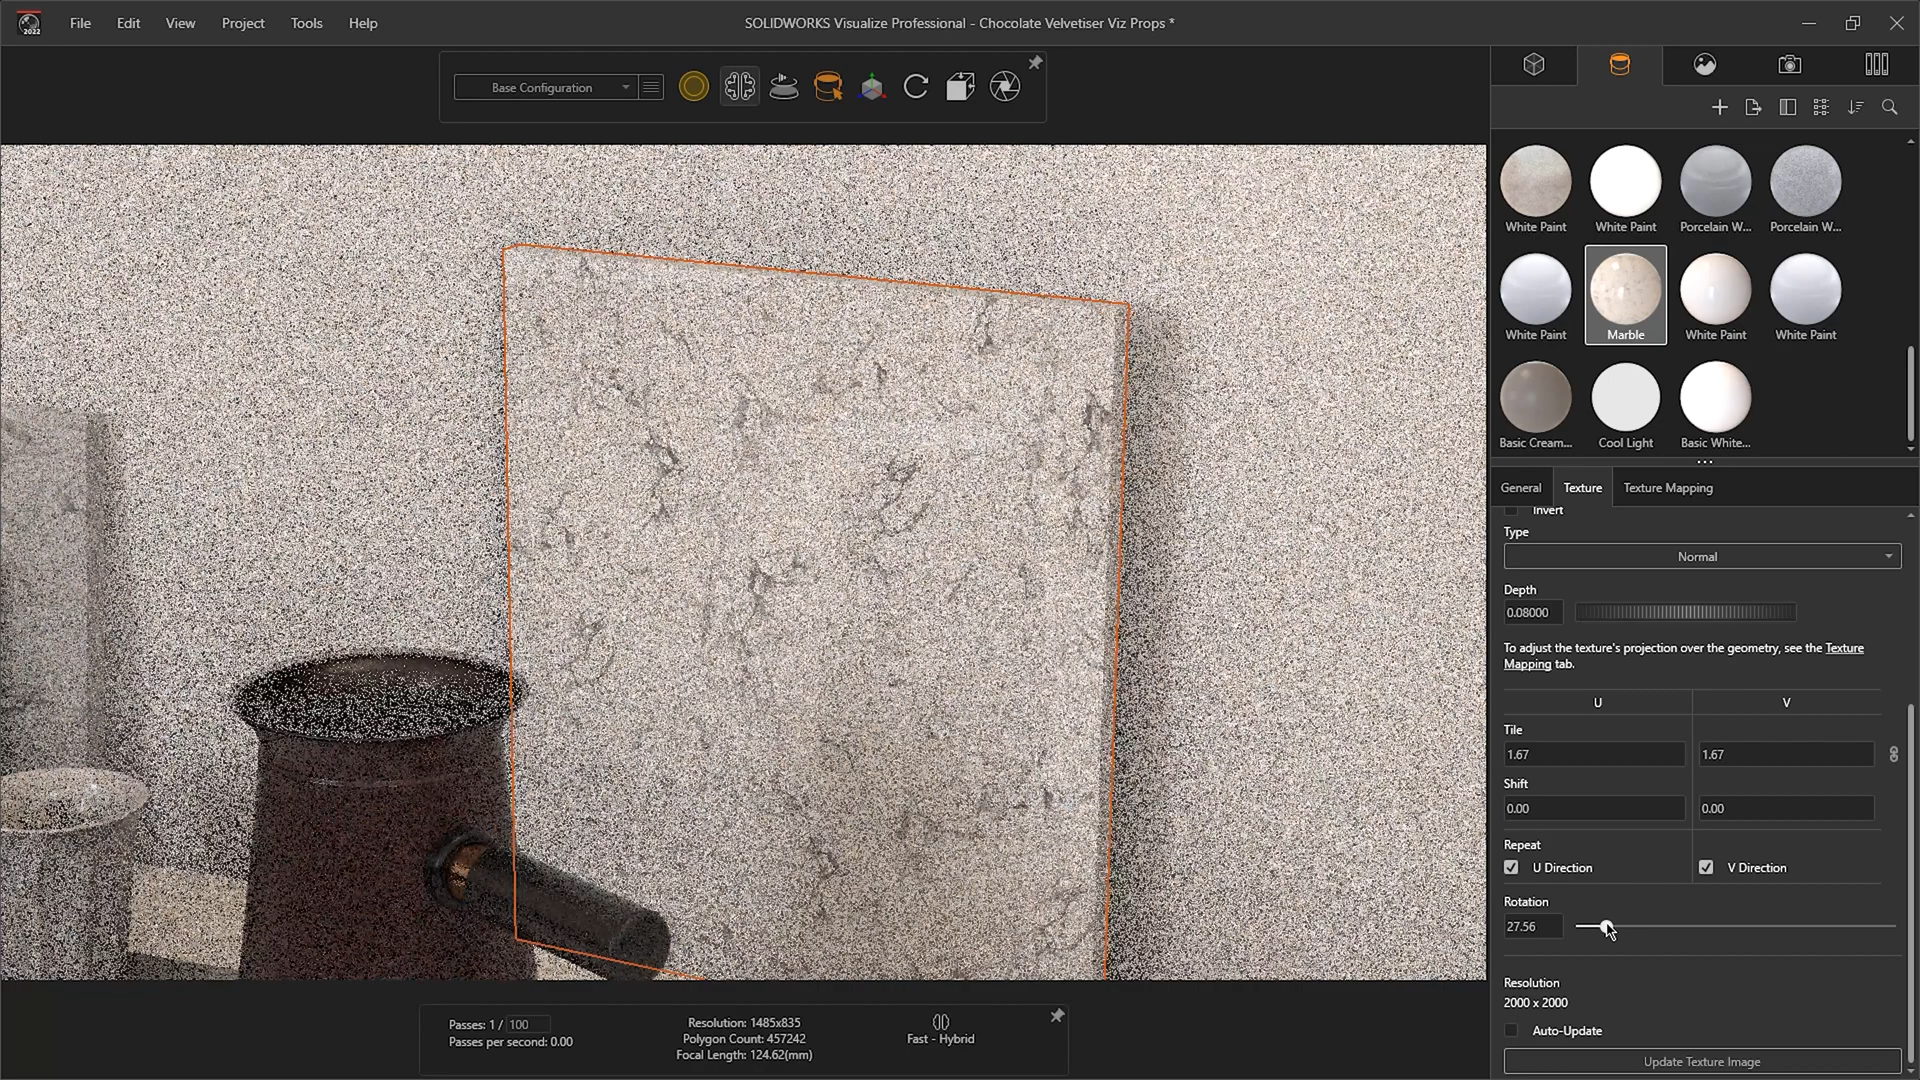 2022
File Edit View Project Tools Help
SOLIDWORKS Visualize Professional - Chocolate Velvetiser Viz Props *
Base Configuration
White Paint White Paint Porcelain W... Porcelain W...
White Paint Marble White Paint White Paint
Basic Cream... Cool Light Basic White...
General Texture Texture Mapping
Invert
Type
Normal
Depth
0.08000
To adjust the texture's projection over the geometry, see the Texture
Mapping tab.
U V
Tile
1.67 1.67
Shift
0.00 0.00
Repeat
U Direction V Direction
Rotation
27.56
Resolution
2000 x 2000
Auto-Update
Update Texture Image
Passes: 1 / 100
Passes per second: 0.00
Resolution: 1485x835
Polygon Count: 457242
Focal Length: 124.62(mm)
Fast - Hybrid